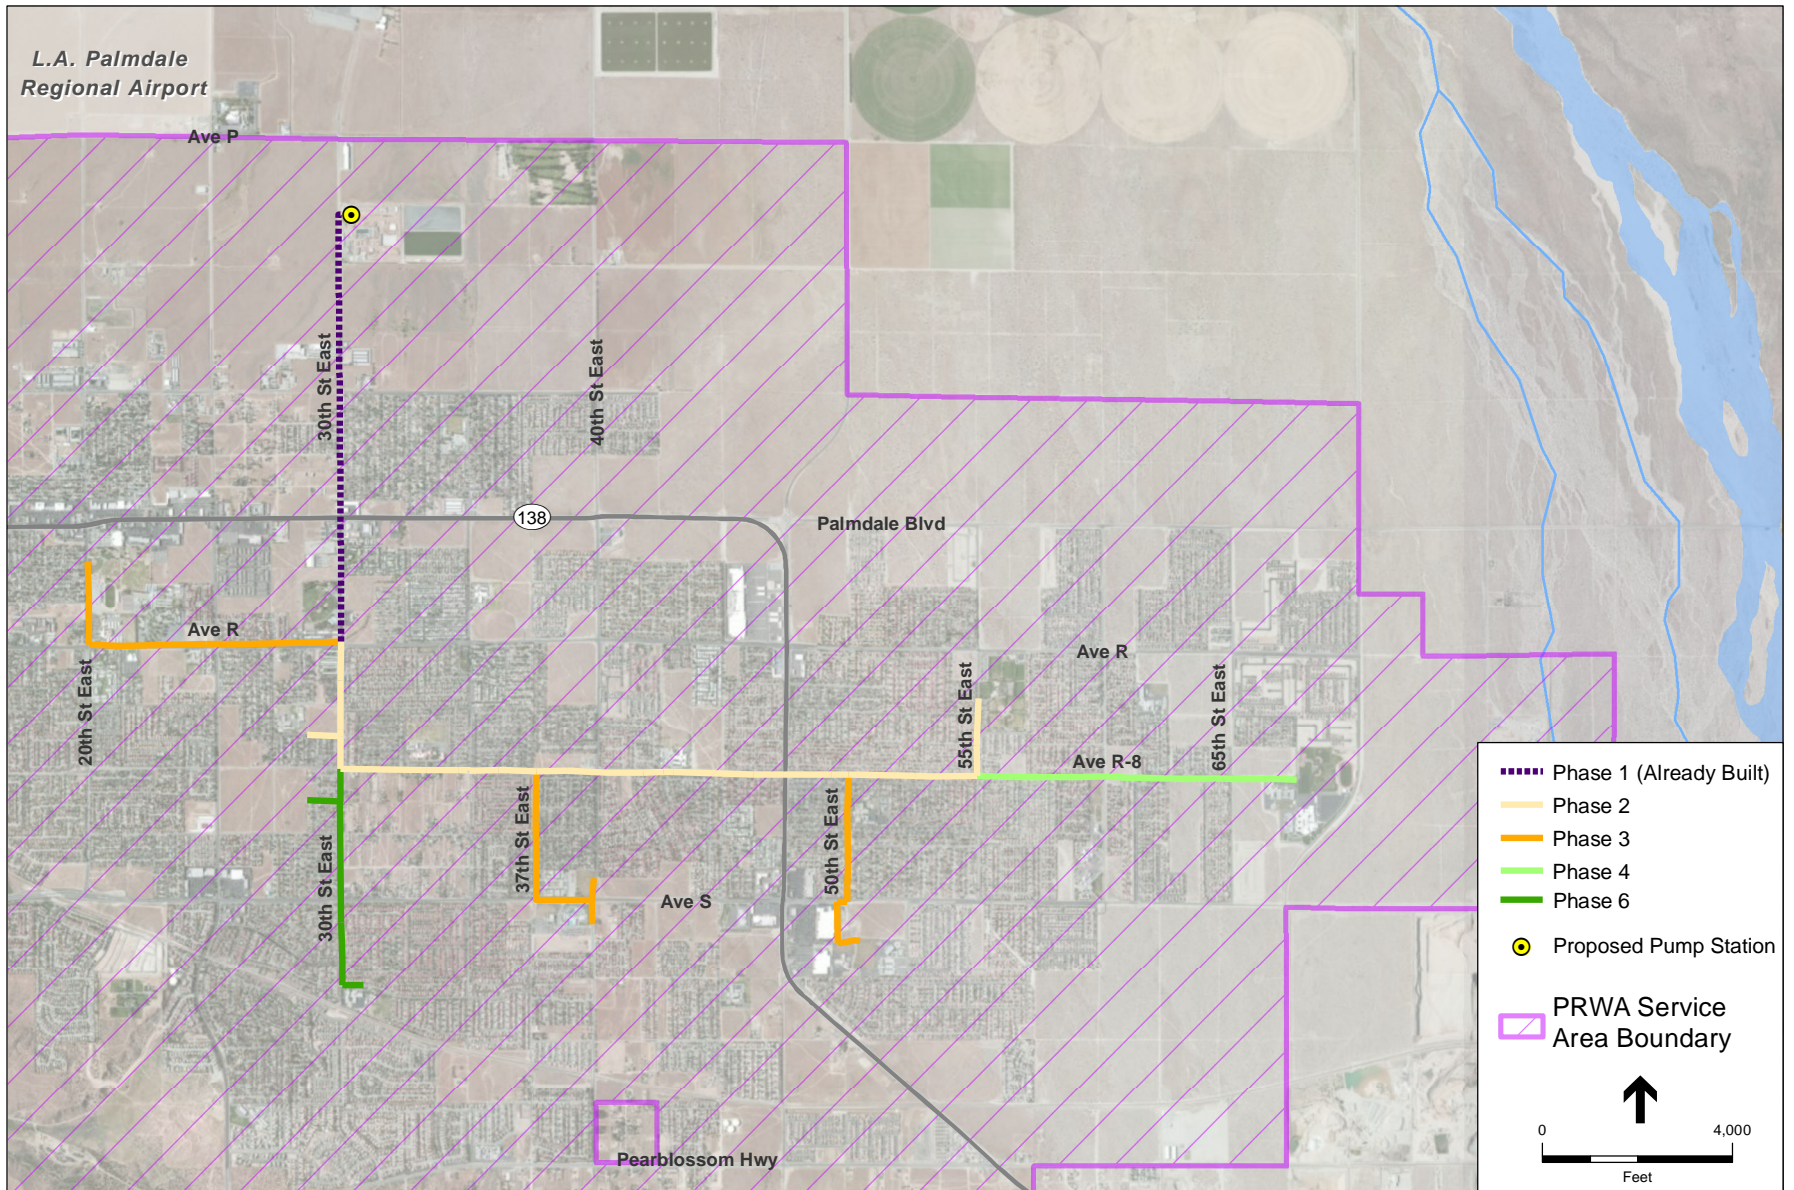 L.A. Palmdale
Regional Airport
Ave P
30th St East
40th St East
138
Palmdale Blvd
Ave R
20th St East
Ave R
55th St East
65th St East
Ave R-8
37th St East
50th St East
30th St East
Ave S
Pearblossom Hwy
Phase 1 (Already Built)
Phase 2
Phase 3
Phase 4
Phase 6
Proposed Pump Station
PRWA Service
Area Boundary
0 4,000
Feet